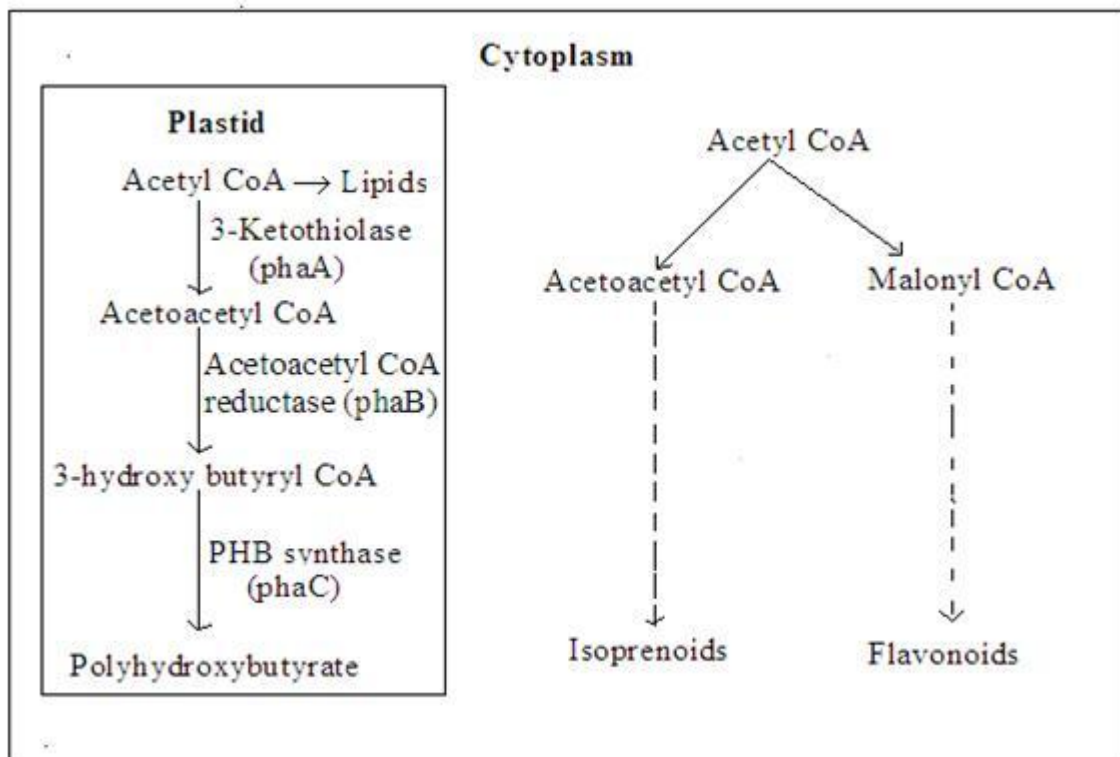 Cytoplasm
Plastid
Acetyl CoA → Lipids
3-Ketothiolase
(phaA)
Acetoacetyl CoA
Acetoacetyl CoA
reductase (phaB)
3-hydroxy butyryl CoA
PHB synthase
(phaC)
Polyhydroxybutyrate
Acetyl CoA
Acetoacetyl CoA
Malonyl CoA
Isoprenoids
Flavonoids